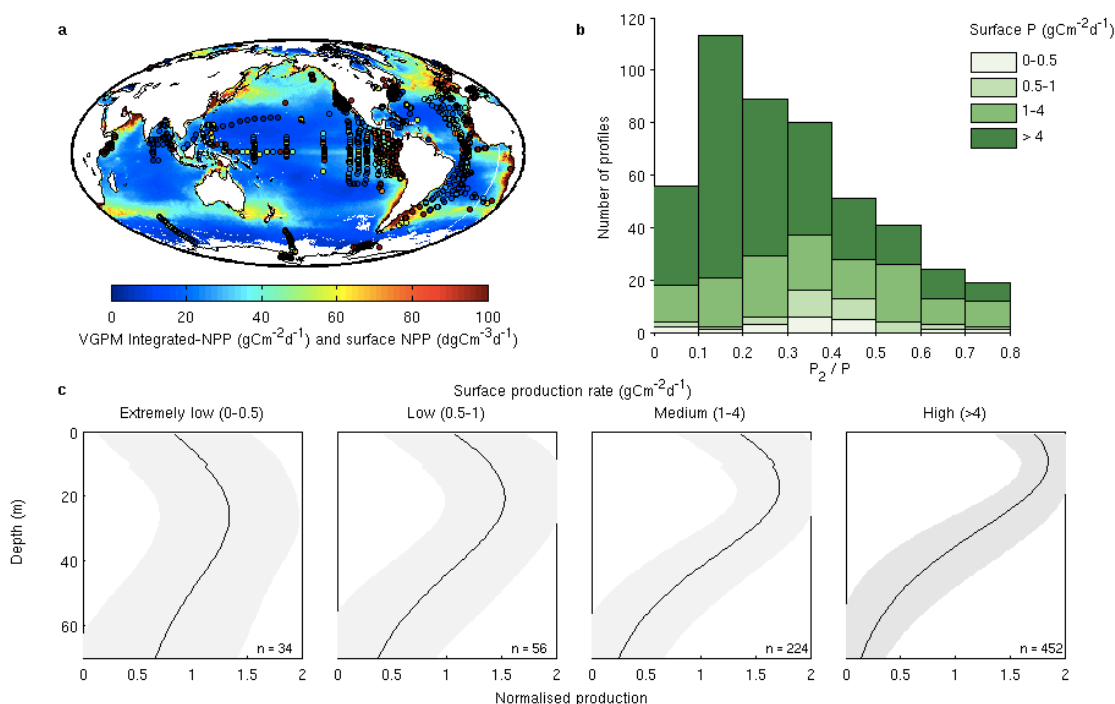 a
0 20 40 60 80 100
VGPM Integrated-NPP (gCm⁻²d⁻¹) and surface NPP (dgCm⁻³d⁻¹)
b
Number of profiles
120
100
80
60
40
20
0
0 0.1 0.2 0.3 0.4 0.5 0.6 0.7 0.8
P₂ / P
Surface P (gCm⁻²d⁻¹)
0-0.5
0.5-1
1-4
> 4
c
Surface production rate (gCm⁻²d⁻¹)
Extremely low (0-0.5) Low (0.5-1) Medium (1-4) High (>4)
Depth (m)
0
20
40
60
n = 34 n = 56 n = 224 n = 452
0 0.5 1 1.5 2 0 0.5 1 1.5 2 0 0.5 1 1.5 2 0 0.5 1 1.5 2
Normalised production